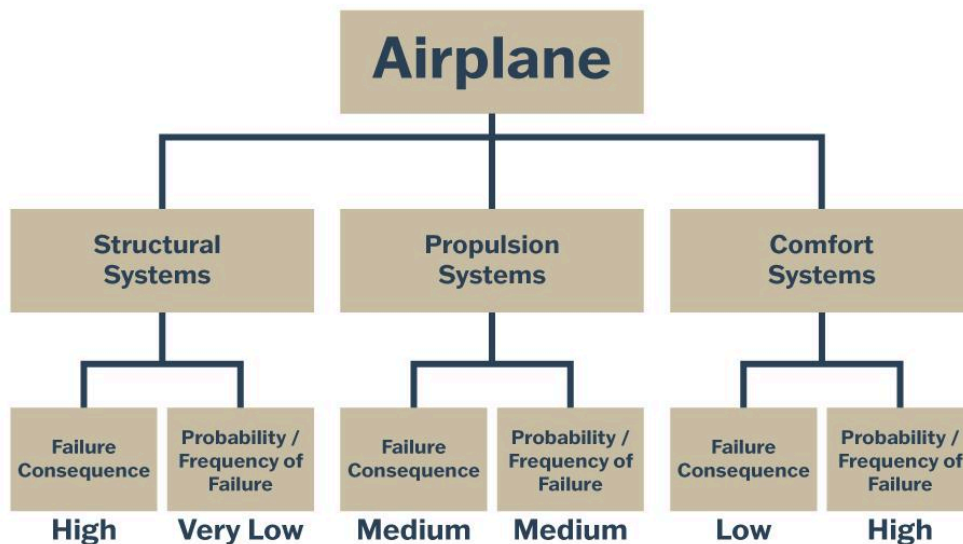 Airplane
Structural
Systems
Propulsion
Systems
Comfort
Systems
Failure
Consequence
Probability /
Frequency of
Failure
Failure
Consequence
Probability /
Frequency of
Failure
Failure
Consequence
Probability /
Frequency of
Failure
High
Very Low
Medium
Medium
Low
High